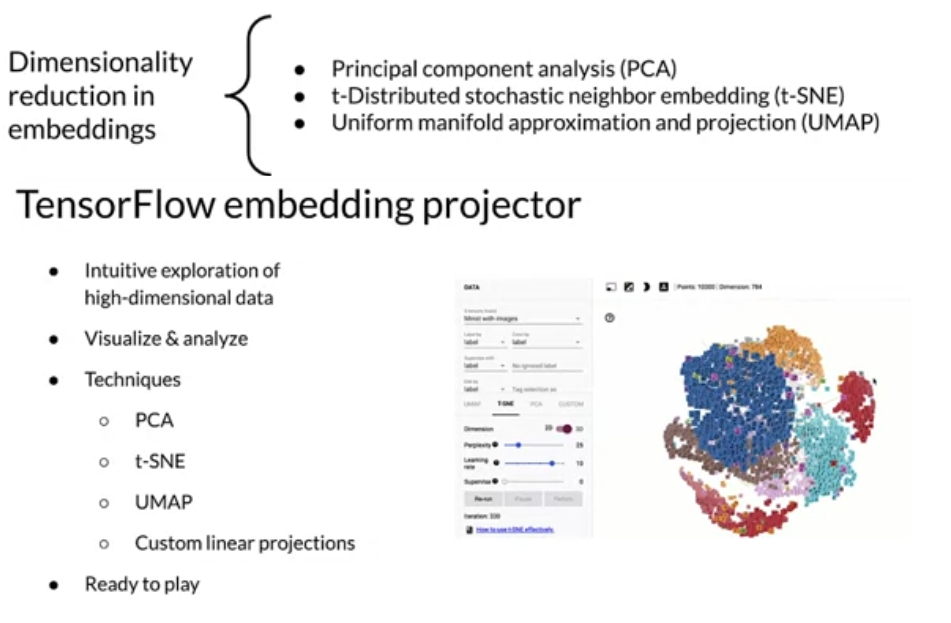 Dimensionality
reduction in
embeddings
● Principal component analysis (PCA)
● t-Distributed stochastic neighbor embedding (t-SNE)
● Uniform manifold approximation and projection (UMAP)
TensorFlow embedding projector
● Intuitive exploration of
high-dimensional data
● Visualize & analyze
● Techniques
○ PCA
○ t-SNE
○ UMAP
○ Custom linear projections
● Ready to play
DATA
Mnist with images
Label by
Color by
label
label
Supervise with
label
No ignored label
Edit by
label
Tag selection as
UMAP T-SNE PCA CUSTOM
Dimension 2D 3D
Perplexity 25
Learning
rate 10
Supervise 0
Re-run Pause Perturb
Iteration: 330
How to use t-SNE effectively.
Points: 10000 | Dimension: 784